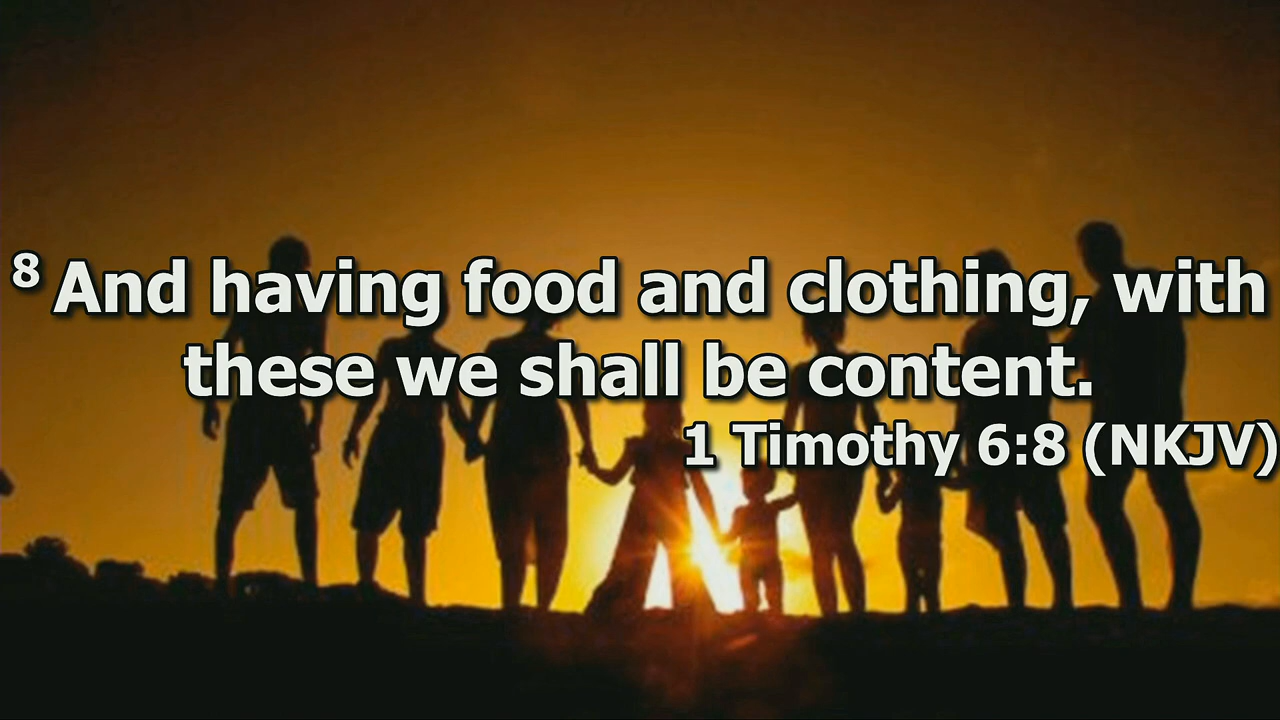 8 And having food and clothing, with
these we shall be content.
1 Timothy 6:8 (NKJV)